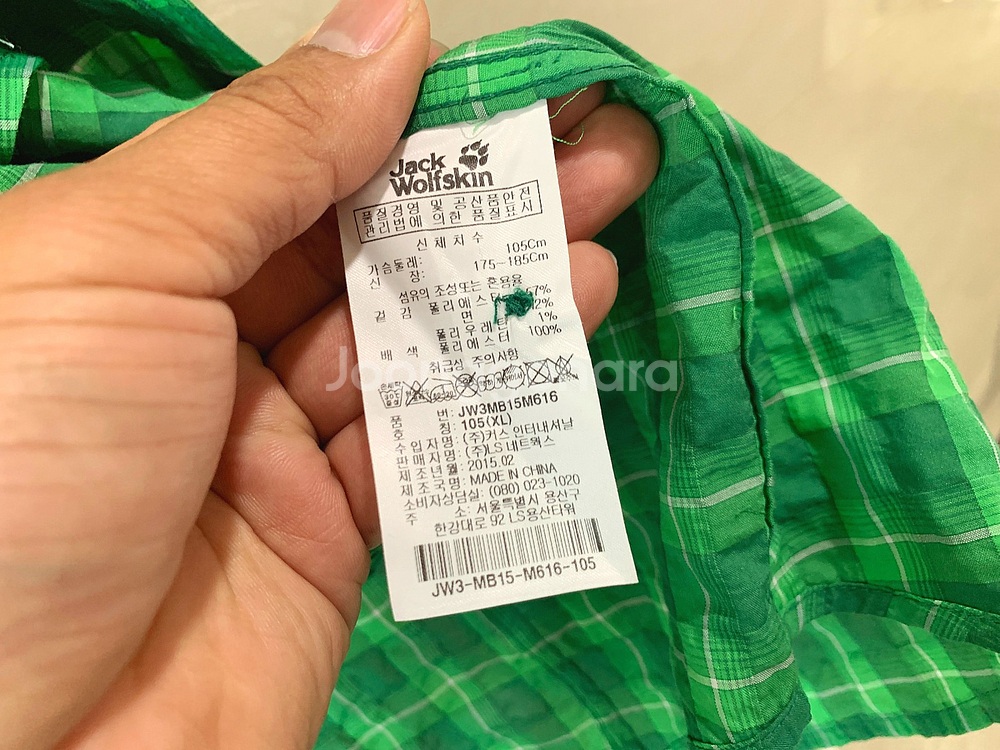 Jack
Wolfskin
품질경영 및 공산품안전
관리법에 의한 품질표시
신체치수
가슴둘레: 105Cm
신 장: 175~185Cm
섬유의 조성 또는 혼용율
겉 감 폴리에스 7%
면 2%
폴리우레탄 1%
배 색 폴리에스터 100%
취급상 주의사항
품 번: JW3MB15M616
호 칭: 105(XL)
수 입 자 명: (주)커스 인터내셔널
판 매 자 명: (주)LS 네트웍스
제 조 년 월: 2015.02
제 조 국 명: MADE IN CHINA
소비자상담실: (080) 023-1020
주 소: 서울특별시 용산구
한강대로 92 LS용산타워
JW3-MB15-M616-105